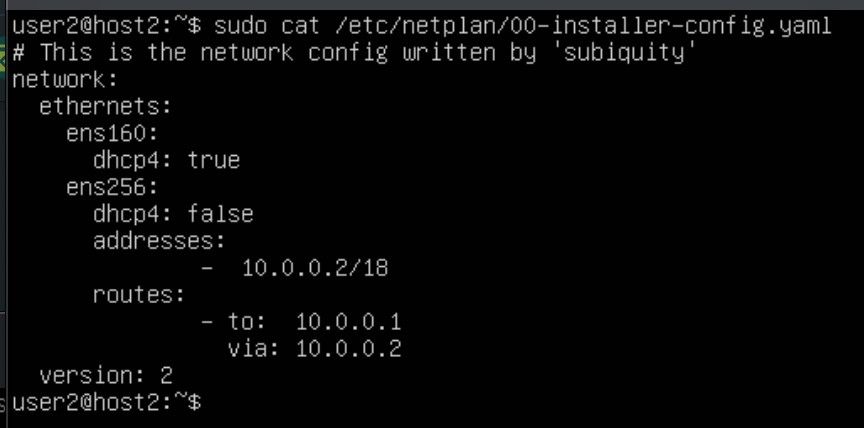 user2@host2:~$ sudo cat /etc/netplan/00-installer-config.yaml
# This is the network config written by 'subiquity'
network:
  ethernets:
    ens160:
      dhcp4: true
    ens256:
      dhcp4: false
      addresses:
              -  10.0.0.2/18
      routes:
              - to:  10.0.0.1
                via: 10.0.0.2
  version: 2
user2@host2:~$